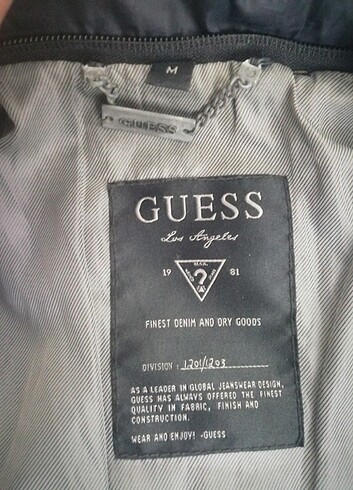 M
GUESS
GUESS
Los Angeles
U.S.A.
19 ? 81
FINEST DENIM AND DRY GOODS
DIVISION : 1201/1203
AS A LEADER IN GLOBAL JEANSWEAR DESIGN,
GUESS HAS ALWAYS OFFERED THE FINEST
QUALITY IN FABRIC, FINISH AND
CONSTRUCTION.
WEAR AND ENJOY! -GUESS